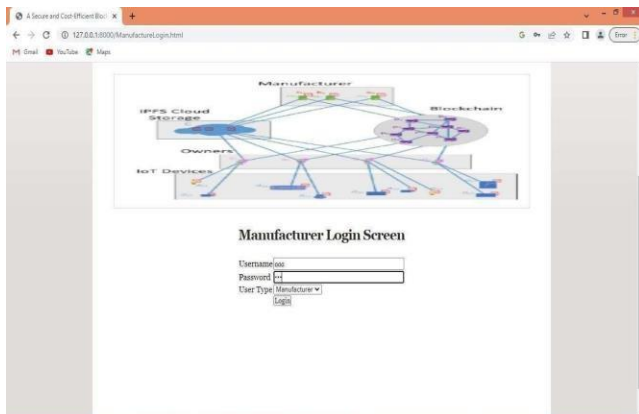 A Secure and Cost-Efficient Bloc
127.0.0.1:8000/ManufactureLogin.html
Error
Gmail
YouTube
Maps
Manufacturer
IPFS Cloud
Storage
Blockchain
Owners
IoT Devices
Manufacturer Login Screen
Username
Password ···
User Type Manufacturer
Login